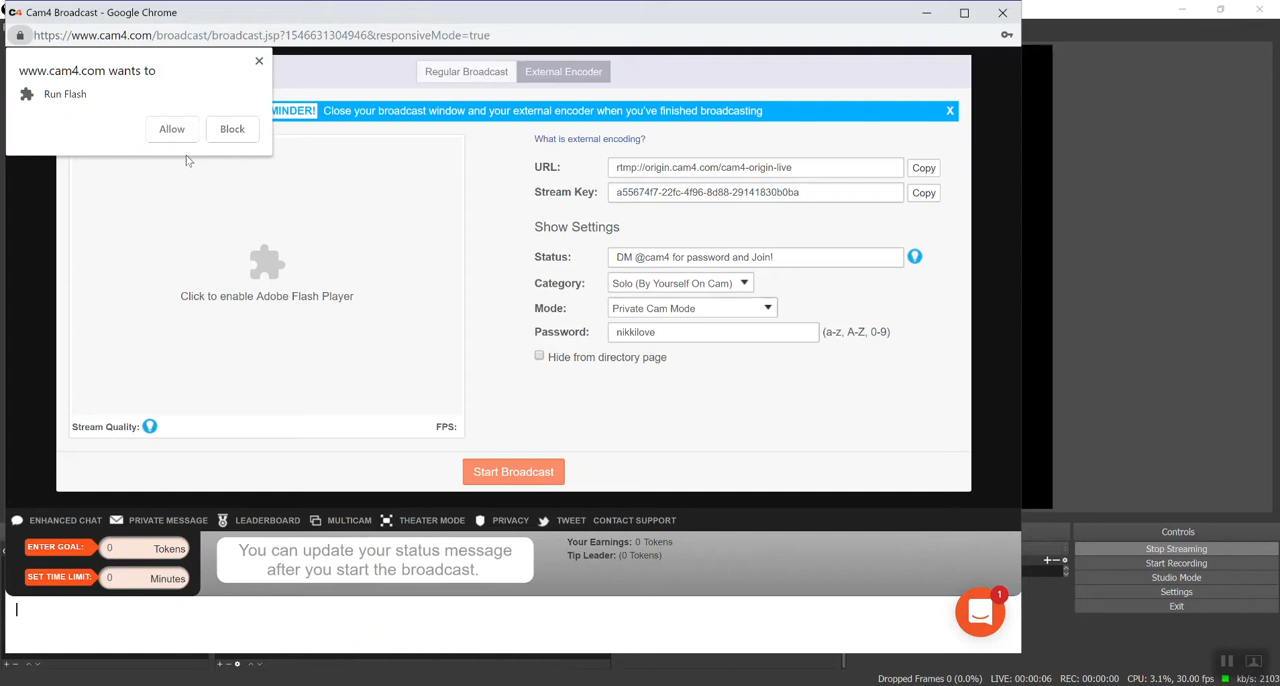 Cam4 Broadcast - Google Chrome
https://www.cam4.com/broadcast/broadcast.jsp?1546631304946&responsiveMode=true
www.cam4.com wants to
Run Flash
Allow
Block
Regular Broadcast
External Encoder
MINDER! Close your broadcast window and your external encoder when you've finished broadcasting X
What is external encoding?
URL: rtmp://origin.cam4.com/cam4-origin-live Copy
Stream Key: a55674f7-22fc-4f96-8d88-29141830b0ba Copy
Show Settings
Status: DM @cam4 for password and Join!
Category: Solo (By Yourself On Cam)
Mode: Private Cam Mode
Password: nikkilove (a-z, A-Z, 0-9)
Hide from directory page
Click to enable Adobe Flash Player
Stream Quality: FPS:
Start Broadcast
ENHANCED CHAT PRIVATE MESSAGE LEADERBOARD MULTICAM THEATER MODE PRIVACY TWEET CONTACT SUPPORT
ENTER GOAL: 0 Tokens
SET TIME LIMIT: 0 Minutes
You can update your status message
after you start the broadcast.
Your Earnings: 0 Tokens
Tip Leader: (0 Tokens)
1
Controls
Stop Streaming
Start Recording
Studio Mode
Settings
Exit
Dropped Frames 0 (0.0%) LIVE: 00:00:06 REC: 00:00:00 CPU: 3.1%, 30.00 fps kb/s: 2103